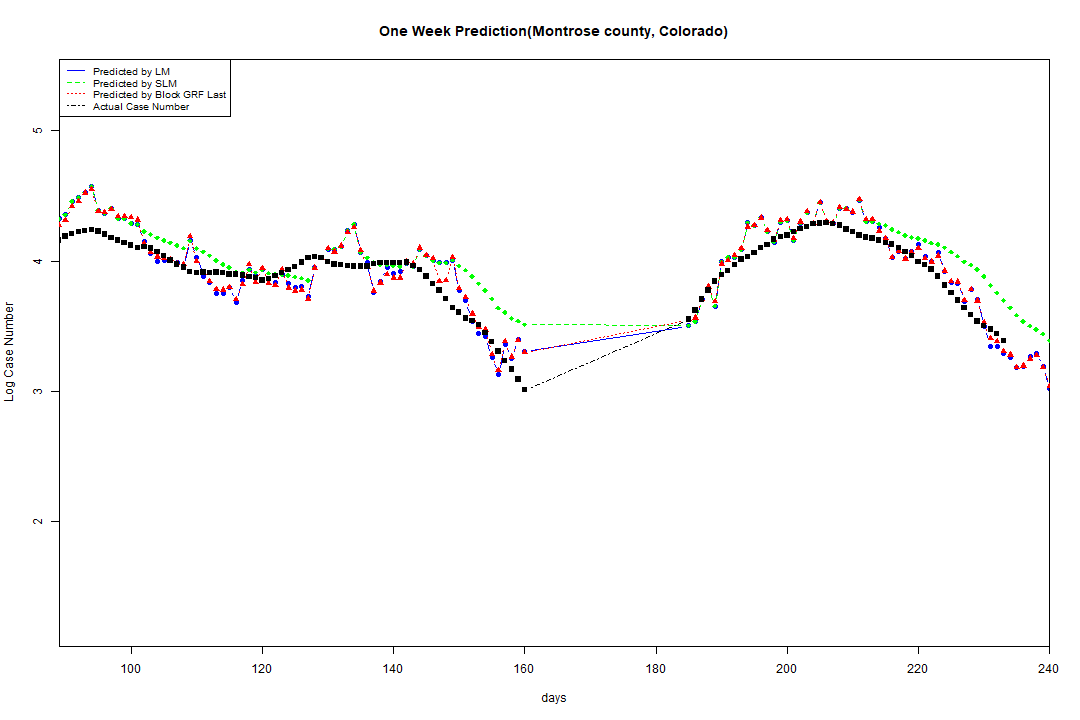 One Week Prediction(Montrose county, Colorado)
Predicted by LM
Predicted by SLM
Predicted by Block GRF Last
Actual Case Number
5
4
3
2
Log Case Number
100 120 140 160 180 200 220 240
days